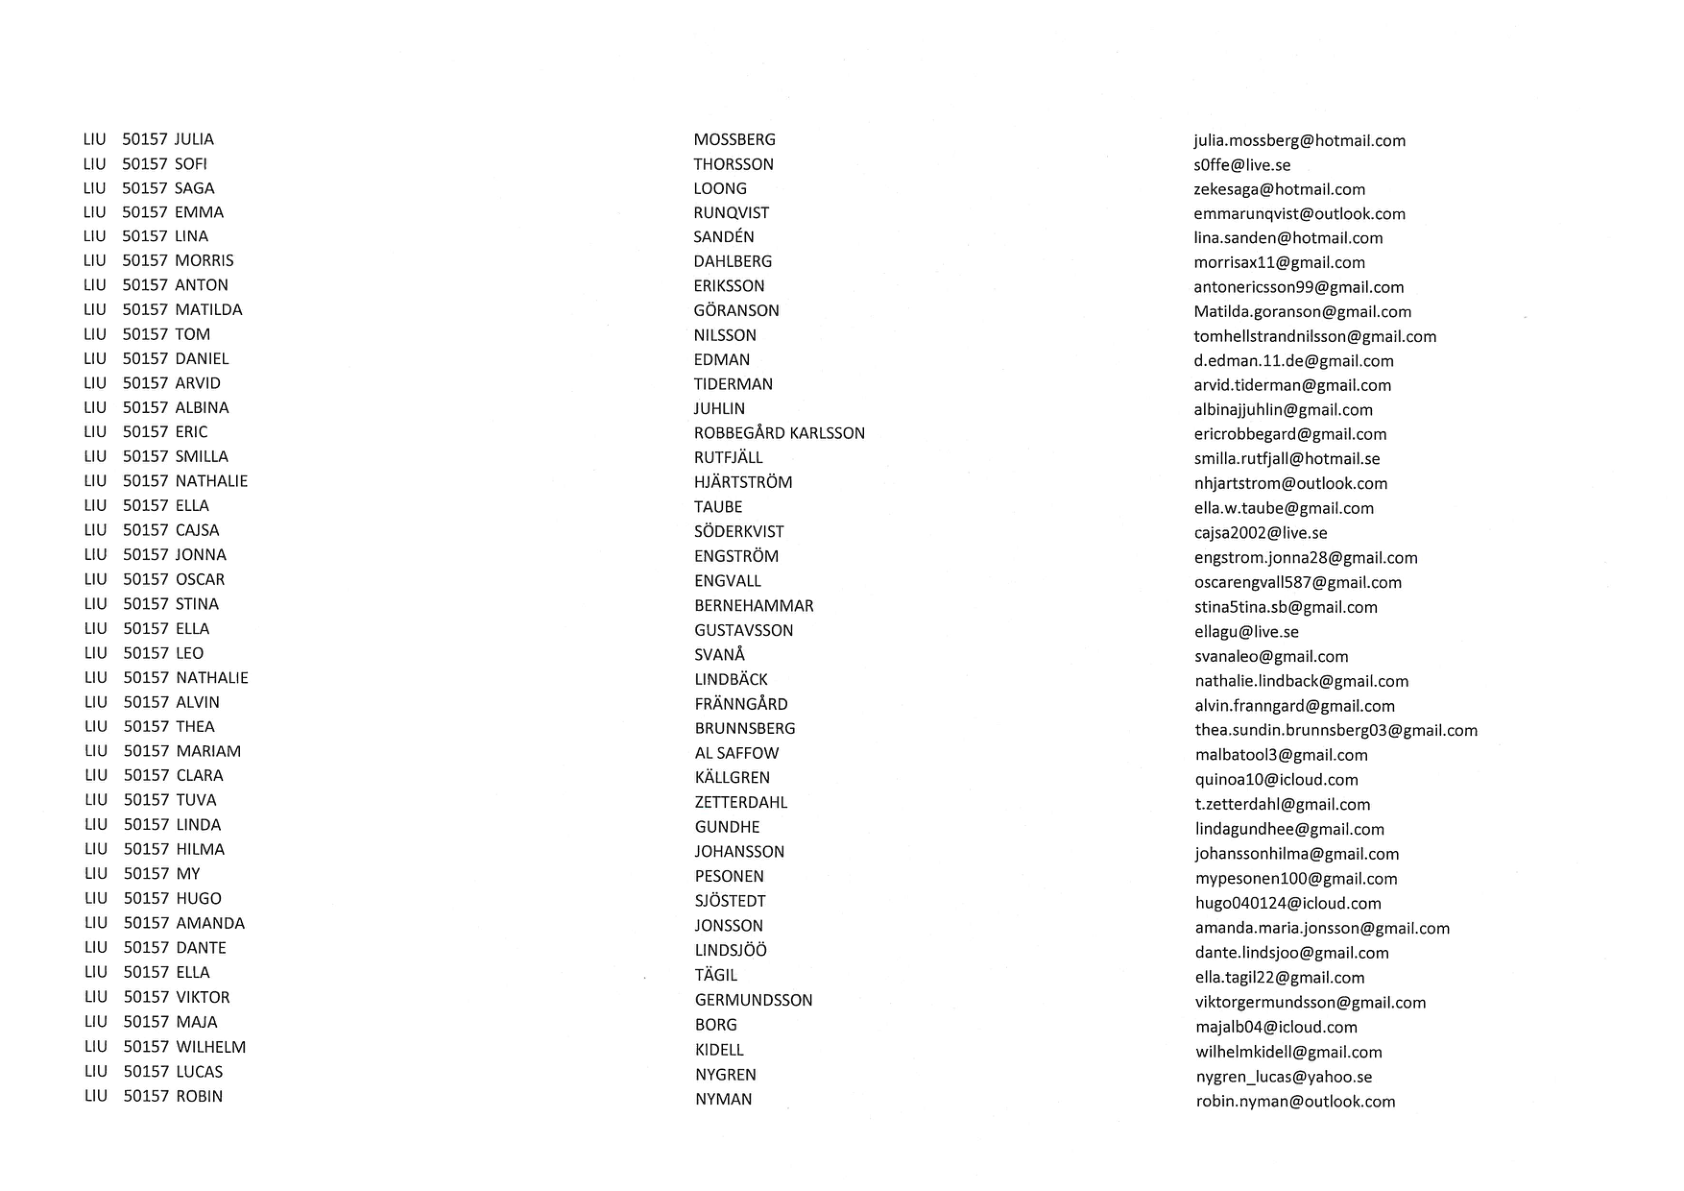 LIU 50157 JULIA MOSSBERG julia.mossberg@hotmail.com
LIU 50157 SOFI THORSSON s0ffe@live.se
LIU 50157 SAGA LOONG zekesaga@hotmail.com
LIU 50157 EMMA RUNQVIST emmarunqvist@outlook.com
LIU 50157 LINA SANDÉN lina.sanden@hotmail.com
LIU 50157 MORRIS DAHLBERG morrisax11@gmail.com
LIU 50157 ANTON ERIKSSON antonericsson99@gmail.com
LIU 50157 MATILDA GÖRANSON Matilda.goranson@gmail.com
LIU 50157 TOM NILSSON tomhellstrandnilsson@gmail.com
LIU 50157 DANIEL EDMAN d.edman.11.de@gmail.com
LIU 50157 ARVID TIDERMAN arvid.tiderman@gmail.com
LIU 50157 ALBINA JUHLIN albinajjuhlin@gmail.com
LIU 50157 ERIC ROBBEGÅRD KARLSSON ericrobbegard@gmail.com
LIU 50157 SMILLA RUTFJÄLL smilla.rutfjall@hotmail.se
LIU 50157 NATHALIE HJÄRTSTRÖM nhjartstrom@outlook.com
LIU 50157 ELLA TAUBE ella.w.taube@gmail.com
LIU 50157 CAJSA SÖDERKVIST cajsa2002@live.se
LIU 50157 JONNA ENGSTRÖM engstrom.jonna28@gmail.com
LIU 50157 OSCAR ENGVALL oscarengvall587@gmail.com
LIU 50157 STINA BERNEHAMMAR stina5tina.sb@gmail.com
LIU 50157 ELLA GUSTAVSSON ellagu@live.se
LIU 50157 LEO SVANÅ svanaleo@gmail.com
LIU 50157 NATHALIE LINDBÄCK nathalie.lindback@gmail.com
LIU 50157 ALVIN FRÄNNGÅRD alvin.franngard@gmail.com
LIU 50157 THEA BRUNNSBERG thea.sundin.brunnsberg03@gmail.com
LIU 50157 MARIAM AL SAFFOW malbatool3@gmail.com
LIU 50157 CLARA KÄLLGREN quinoa10@icloud.com
LIU 50157 TUVA ZETTERDAHL t.zetterdahl@gmail.com
LIU 50157 LINDA GUNDHE lindagundhee@gmail.com
LIU 50157 HILMA JOHANSSON johanssonhilma@gmail.com
LIU 50157 MY PESONEN mypesonen100@gmail.com
LIU 50157 HUGO SJÖSTEDT hugo040124@icloud.com
LIU 50157 AMANDA JONSSON amanda.maria.jonsson@gmail.com
LIU 50157 DANTE LINDSJÖÖ dante.lindsjoo@gmail.com
LIU 50157 ELLA TÄGIL ella.tagil22@gmail.com
LIU 50157 VIKTOR GERMUNDSSON viktorgermundsson@gmail.com
LIU 50157 MAJA BORG majalb04@icloud.com
LIU 50157 WILHELM KIDELL wilhelmkidell@gmail.com
LIU 50157 LUCAS NYGREN nygren_lucas@yahoo.se
LIU 50157 ROBIN NYMAN robin.nyman@outlook.com